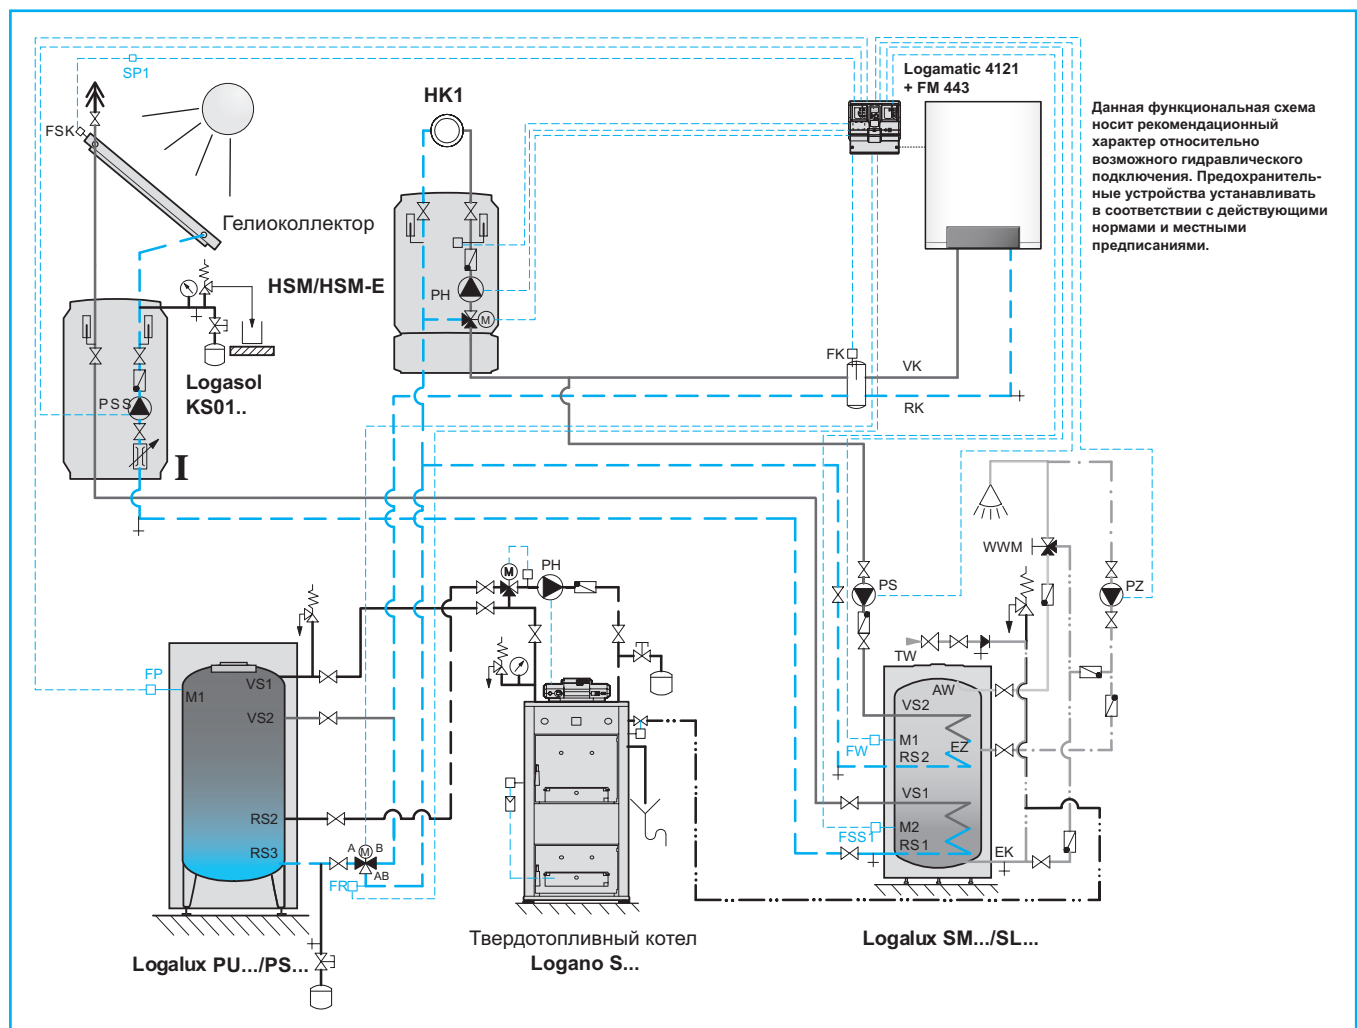 SP1
Logamatic 4121
+ FM 443
HK1
Данная функциональная схема
носит рекомендационный
характер относительно
возможного гидравлического
подключения. Предохранитель-
ные устройства устанавливать
в соответствии с действующими
нормами и местными
предписаниями.
FSK
Гелиоколлектор
HSM/HSM-E
PH
M
FK
VK
RK
Logasol
KS01..
PSS
I
WWM
M
PH
PS
PZ
TW
FP
M1
VS1
VS2
RS2
RS3
A
M
B
AB
FR
AW
VS2
FW
M1
EZ
RS2
VS1
FSS1
M2
RS1
EK
Твердотопливный котел
Logano S...
Logalux SM.../SL...
Logalux PU.../PS...